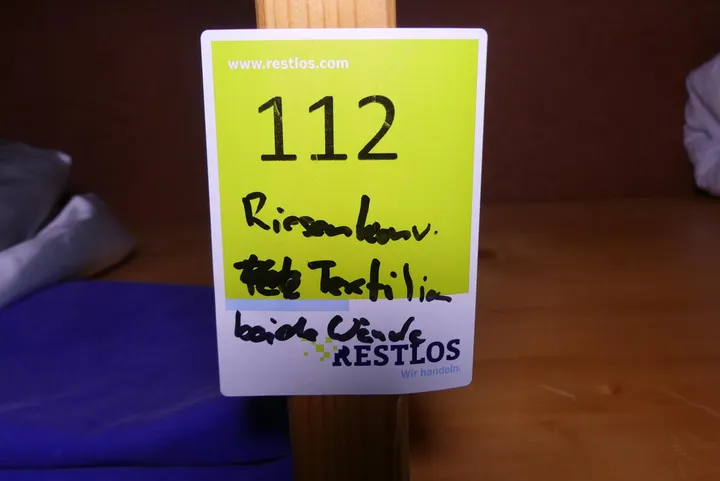 www.restlos.com
112
Riesenkonv.
Textilien
beide Wände
RESTLOS
Wir handeln.